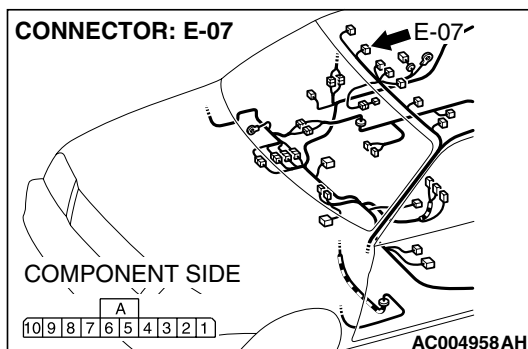 CONNECTOR: E-07
E-07
COMPONENT SIDE
A
10 9 8 7 6 5 4 3 2 1
AC004958AH